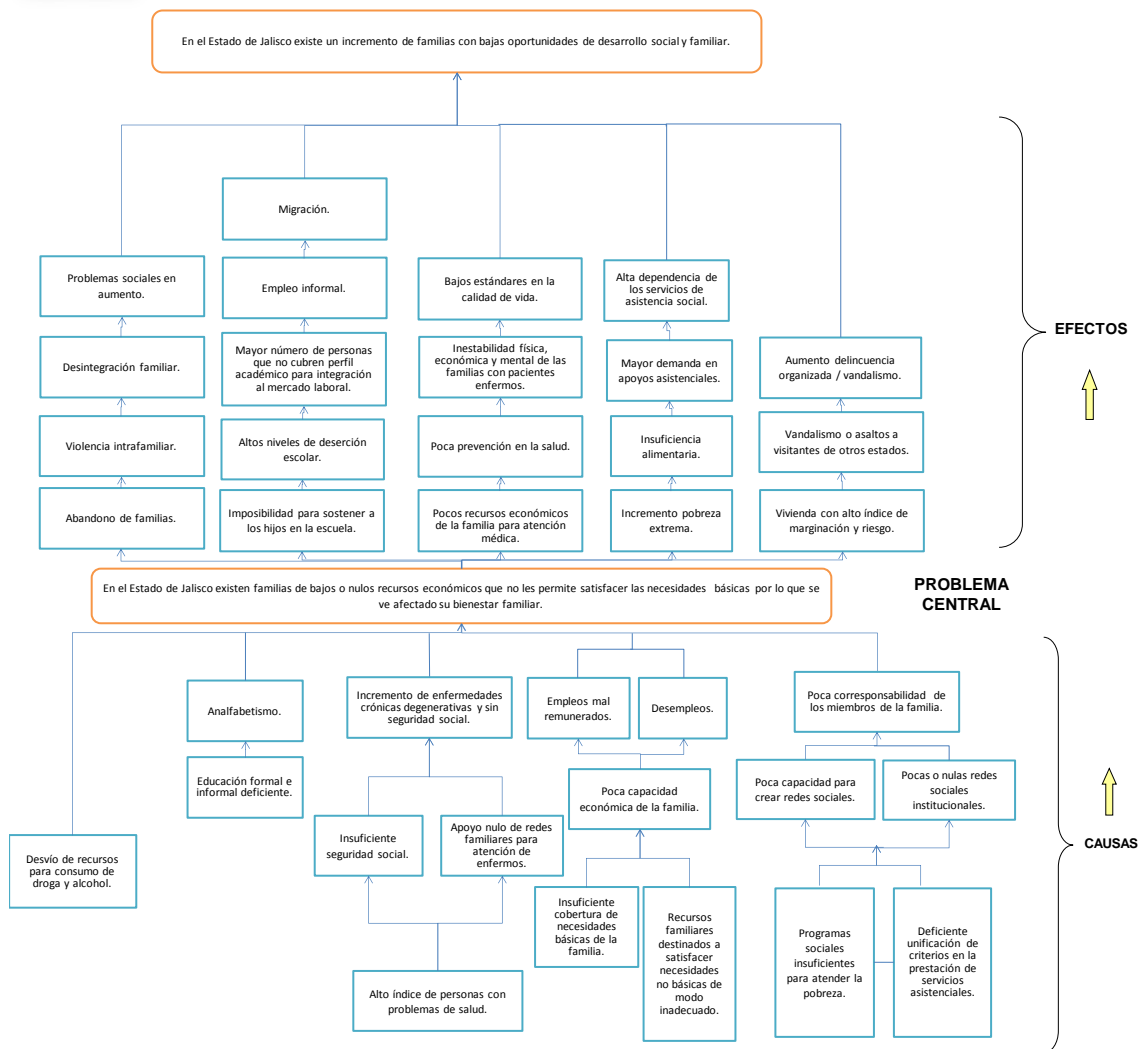 En el Estado de Jalisco existe un incremento de familias con bajas oportunidades de desarrollo social y familiar.
Migración.
Problemas sociales en
aumento.
Empleo informal.
Bajos estándares en la
calidad de vida.
Alta dependencia de
los servicios de
asistencia social.
EFECTOS
Desintegración familiar.
Mayor número de personas
que no cubren perfil
académico para integración
al mercado laboral.
Inestabilidad física,
económica y mental de las
familias con pacientes
enfermos.
Mayor demanda en
apoyos asistenciales.
Aumento delincuencia
organizada / vandalismo.
Violencia intrafamiliar.
Altos niveles de deserción
escolar.
Poca prevención en la salud.
Insuficiencia
alimentaria.
Vandalismo o asaltos a
visitantes de otros estados.
Abandono de familias.
Imposibilidad para sostener a
los hijos en la escuela.
Pocos recursos económicos
de la familia para atención
médica.
Incremento pobreza
extrema.
Vivienda con alto índice de
marginación y riesgo.
En el Estado de Jalisco existen familias de bajos o nulos recursos económicos que no les permite satisfacer las necesidades básicas por lo que se
ve afectado su bienestar familiar.
PROBLEMA
CENTRAL
Analfabetismo.
Incremento de enfermedades
crónicas degenerativas y sin
seguridad social.
Empleos mal
remunerados.
Desempleos.
Poca corresponsabilidad de
los miembros de la familia.
Educación formal e
informal deficiente.
Poca capacidad
económica de la familia.
Poca capacidad para
crear redes sociales.
Pocas o nulas redes
sociales
institucionales.
Desvío de recursos
para consumo de
droga y alcohol.
Insuficiente
seguridad social.
Apoyo nulo de redes
familiares para
atención de
enfermos.
CAUSAS
Insuficiente
cobertura de
necesidades
básicas de la
familia.
Recursos
familiares
destinados a
satisfacer
necesidades
no básicas de
modo
inadecuado.
Programas
sociales
insuficientes
para atender la
pobreza.
Deficiente
unificación de
criterios en la
prestación de
servicios
asistenciales.
Alto índice de personas con
problemas de salud.